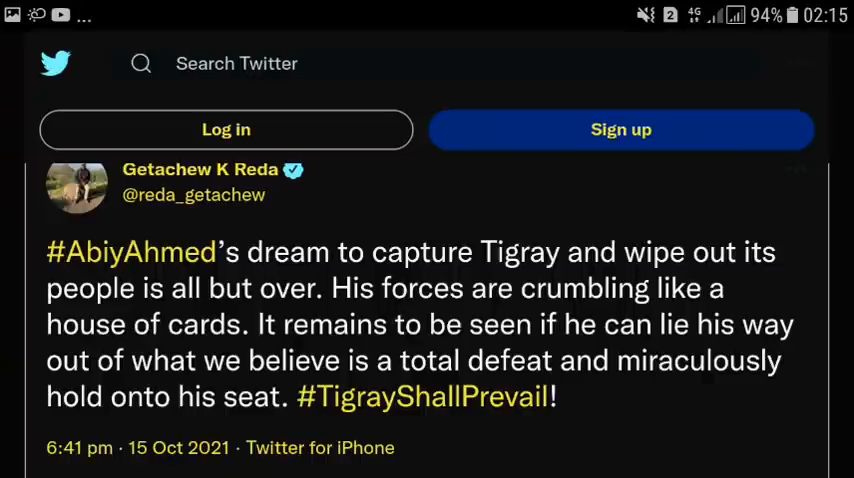 ... 2 4G 94% 02:15
Search Twitter
Log in Sign up
Getachew K Reda
@reda_getachew
#AbiyAhmed's dream to capture Tigray and wipe out its
people is all but over. His forces are crumbling like a
house of cards. It remains to be seen if he can lie his way
out of what we believe is a total defeat and miraculously
hold onto his seat. #TigrayShallPrevail!
6:41 pm · 15 Oct 2021 · Twitter for iPhone